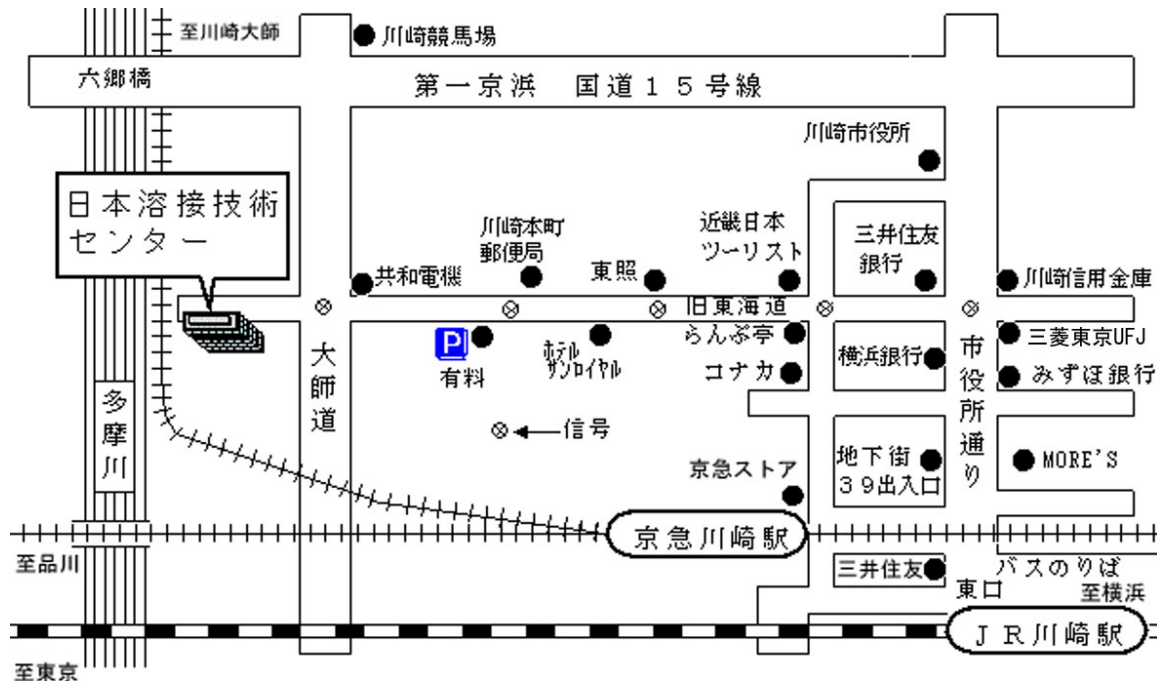 至川崎大師
川崎競馬場
六郷橋
第一京浜 国道15号線
川崎市役所
日本溶接技術
センター
川崎本町
郵便局
近畿日本
ツーリスト
三井住友
銀行
共和電機
東照
川崎信用金庫
旧東海道
P
有料
ホテル
サンロイヤル
らんぷ亭
コナカ
横浜銀行
三菱東京UFJ
みずほ銀行
大師道
市役所通り
多摩川
信号
京急ストア
地下街
39出入口
MORE'S
京急川崎駅
至品川
三井住友
バスのりば
東口
至横浜
JR川崎駅
至東京